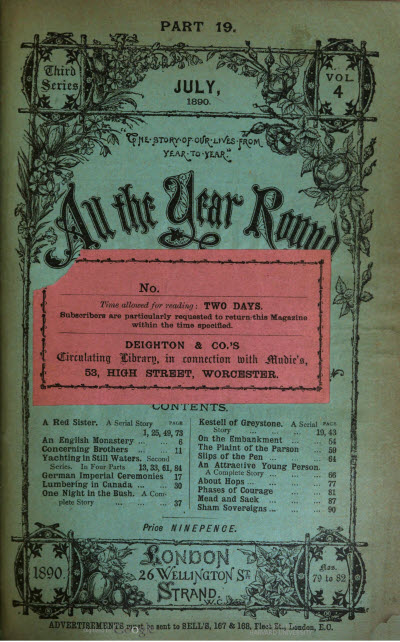 PART 19.
Third Series
JULY,
1890.
VOL. 4
"THE·STORY·OF·OUR·LIVES·FROM
YEAR·TO·YEAR."
All the Year Round
No.
Time allowed for reading: TWO DAYS.
Subscribers are particularly requested to return this Magazine
within the time specified.
DEIGHTON & CO.'S
Circulating Library, in connection with Mudie's,
53, HIGH STREET, WORCESTER.
CONTENTS.
PAGE
A Red Sister. A Serial Story
1, 25, 49, 73
An English Monastery ... ... 6
Concerning Brothers ... ... 11
Yachting in Still Waters. Second
Series. In Four Parts 13, 33, 61, 84
German Imperial Ceremonies 17
Lumbering in Canada ... ... 30
One Night in the Bush. A Com-
plete Story ... ... ... 37
PAGE
Kestell of Greystone. A Serial
Story ... ... ... 19, 43
On the Embankment ... ... 54
The Plaint of the Parson ... 59
Slips of the Pen ... ... ... 64
An Attractive Young Person.
A Complete Story ... ... ... 66
About Hops ... ... ... 77
Phases of Courage ... ... 81
Mead and Sack ... ... ... 87
Sham Sovereigns ... ... ... 90
Price NINEPENCE.
1890.
LONDON
26 WELLINGTON ST.
STRAND.
W.C.
Nos.
79 to 82
ADVERTISEMENTS must be sent to SELL'S, 167 & 168, Fleet St., London, E.C.